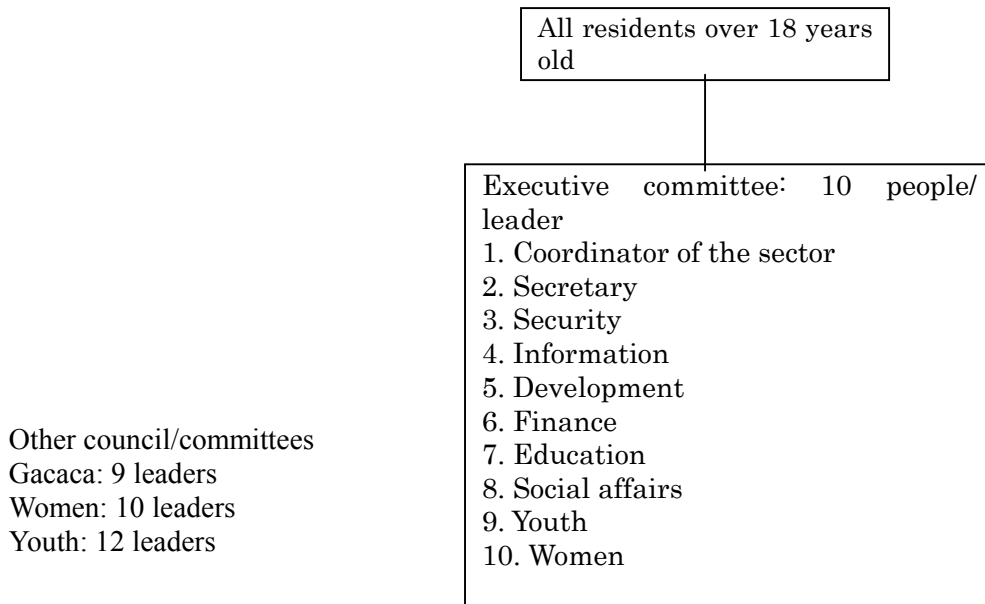 All residents over 18 years
old
Executive committee: 10 people/
leader
1. Coordinator of the sector
2. Secretary
3. Security
4. Information
5. Development
6. Finance
7. Education
8. Social affairs
9. Youth
10. Women
Other council/committees
Gacaca: 9 leaders
Women: 10 leaders
Youth: 12 leaders